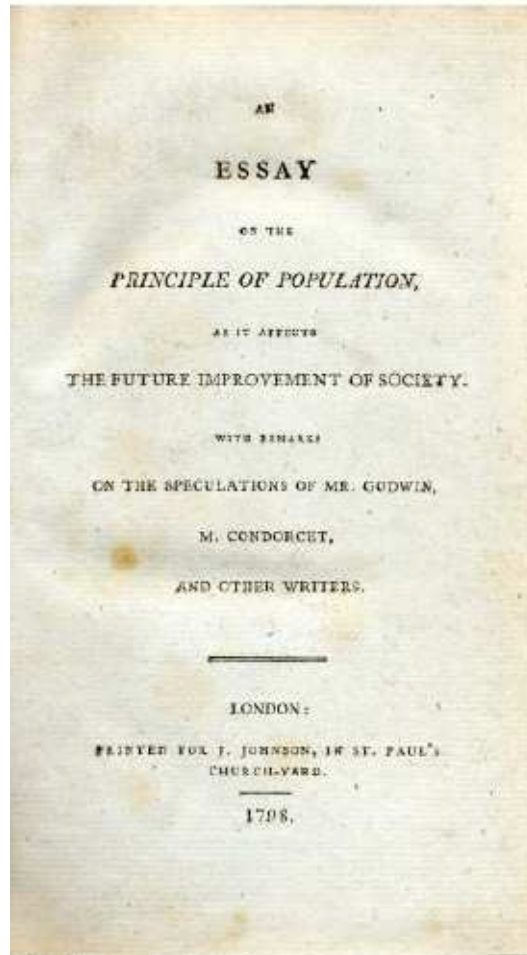 AN
ESSAY
ON THE
PRINCIPLE OF POPULATION,
AS IT AFFECTS
THE FUTURE IMPROVEMENT OF SOCIETY.
WITH REMARKS
ON THE SPECULATIONS OF MR. GODWIN,
M. CONDORCET,
AND OTHER WRITERS.
LONDON:
PRINTED FOR J. JOHNSON, IN ST. PAUL'S
CHURCH-YARD.
1798.